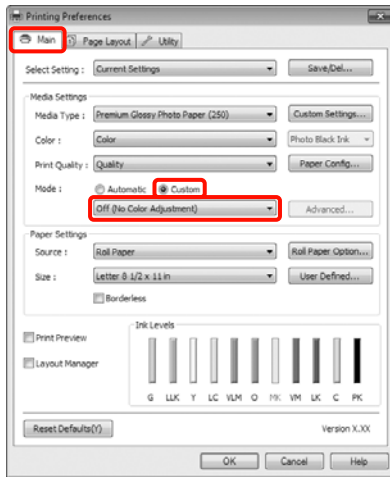 Printing Preferences
Main Page Layout Utility
Select Setting : Current Settings Save/Del...
Media Settings
Media Type : Premium Glossy Photo Paper (250) Custom Settings...
Color : Color Photo Black Ink
Print Quality : Quality Paper Config...
Mode : Automatic Custom
Off (No Color Adjustment) Advanced...
Paper Settings
Source : Roll Paper Roll Paper Option...
Size : Letter 8 1/2 x 11 in User Defined...
Borderless
Ink Levels
Print Preview
Layout Manager
G LLK Y LC VLM O MK VM LK C PK
Reset Defaults(Y) Version X.XX
OK Cancel Help